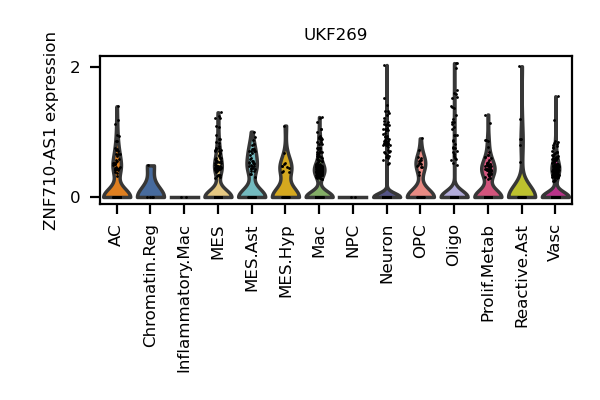 UKF269
ZNF710-AS1 expression
2
0
AC
Chromatin.Reg
Inflammatory.Mac
MES
MES.Ast
MES.Hyp
Mac
NPC
Neuron
OPC
Oligo
Prolif.Metab
Reactive.Ast
Vasc